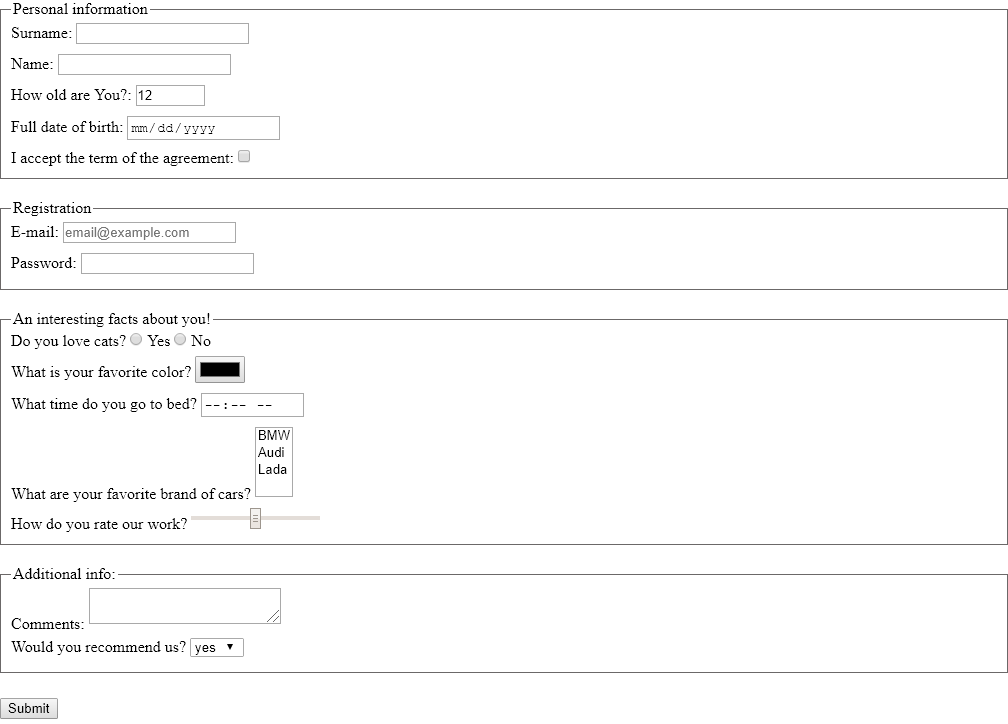 Personal information
Surname:
Name:
How old are You?: 12
Full date of birth: mm/dd/yyyy
I accept the term of the agreement:
Registration
E-mail: email@example.com
Password:
An interesting facts about you!
Do you love cats? Yes No
What is your favorite color?
What time do you go to bed? --:-- --
BMW
Audi
Lada
What are your favorite brand of cars?
How do you rate our work?
Additional info:
Comments:
Would you recommend us? yes
Submit